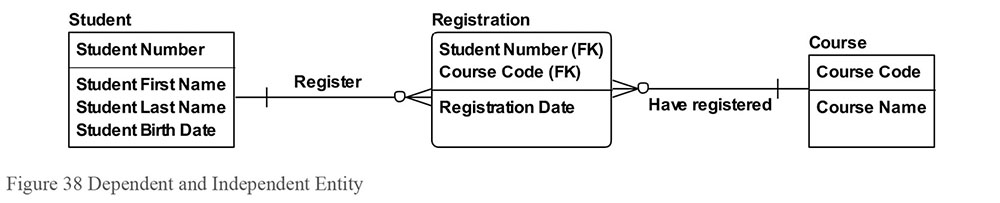 Student
Student Number
Student First Name
Student Last Name
Student Birth Date
Register
Registration
Student Number (FK)
Course Code (FK)
Registration Date
Have registered
Course
Course Code
Course Name
Figure 38 Dependent and Independent Entity